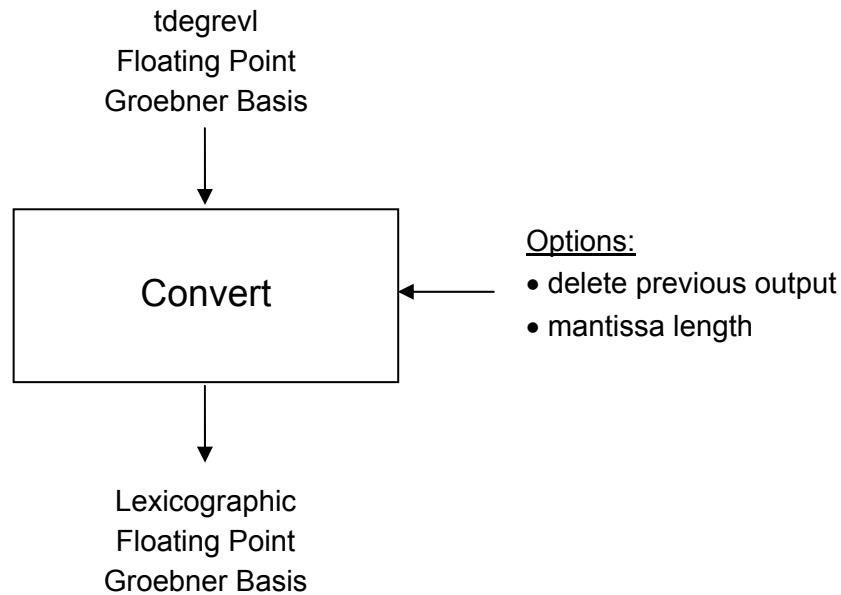 tdegrevl
Floating Point
Groebner Basis
Convert
Options:
• delete previous output
• mantissa length
Lexicographic
Floating Point
Groebner Basis